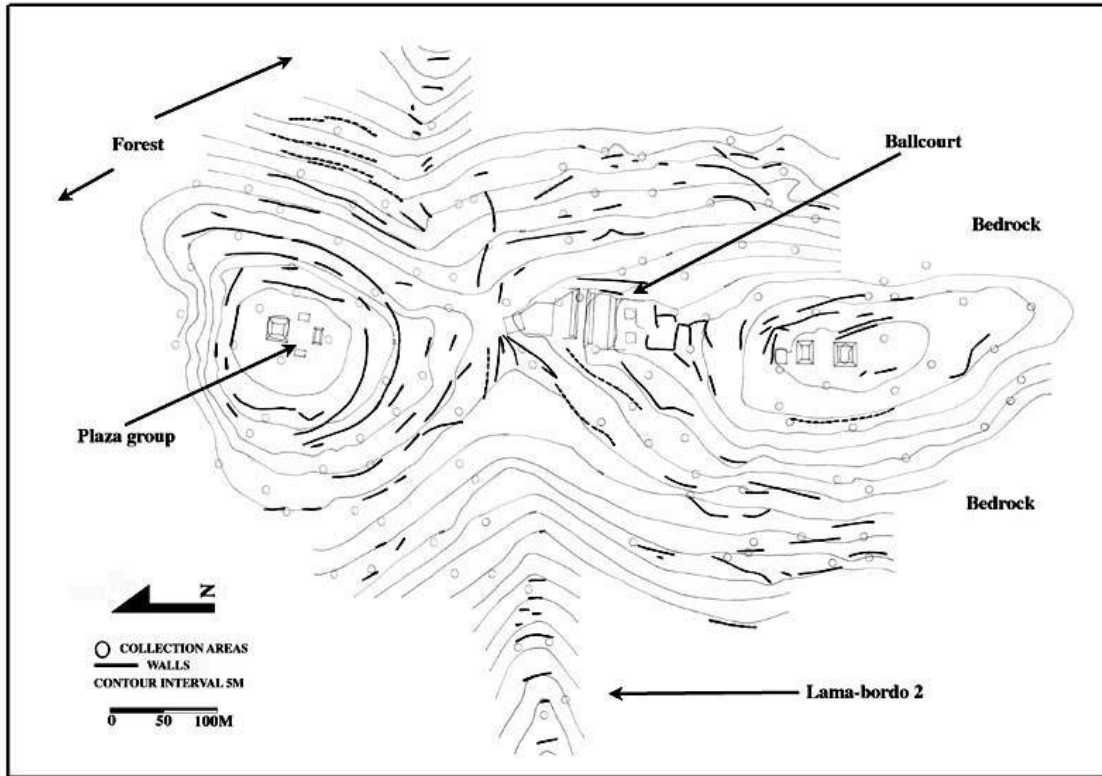 Forest
Ballcourt
Bedrock
Plaza group
Bedrock
N
COLLECTION AREAS
WALLS
CONTOUR INTERVAL 5M
0 50 100M
Lama-bordo 2